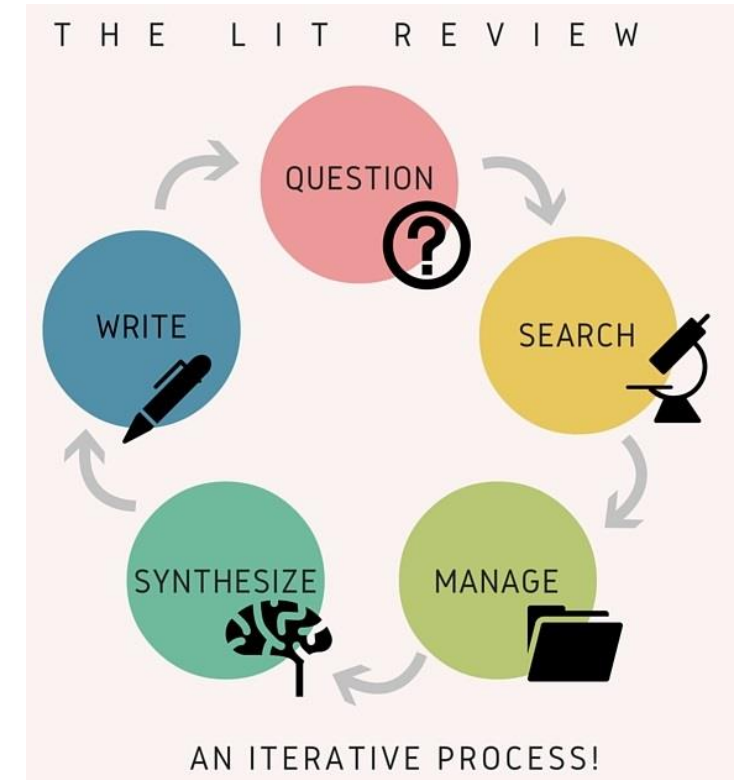 THE LIT REVIEW
QUESTION
?
SEARCH
MANAGE
SYNTHESIZE
WRITE
AN ITERATIVE PROCESS!